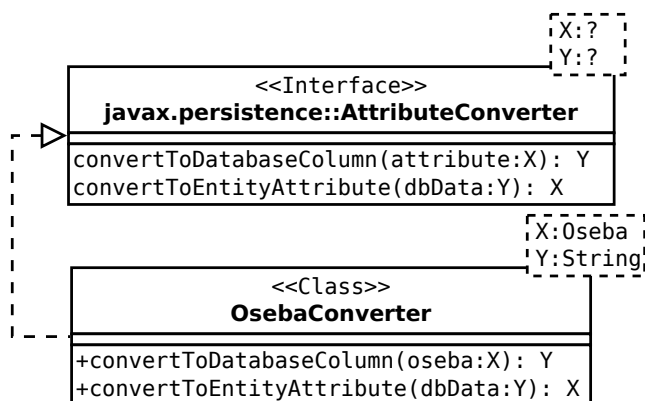 X:?
Y:?
<<Interface>>
javax.persistence::AttributeConverter
convertToDatabaseColumn(attribute:X): Y
convertToEntityAttribute(dbData:Y): X
X:Oseba
Y:String
<<Class>>
OsebaConverter
+convertToDatabaseColumn(oseba:X): Y
+convertToEntityAttribute(dbData:Y): X